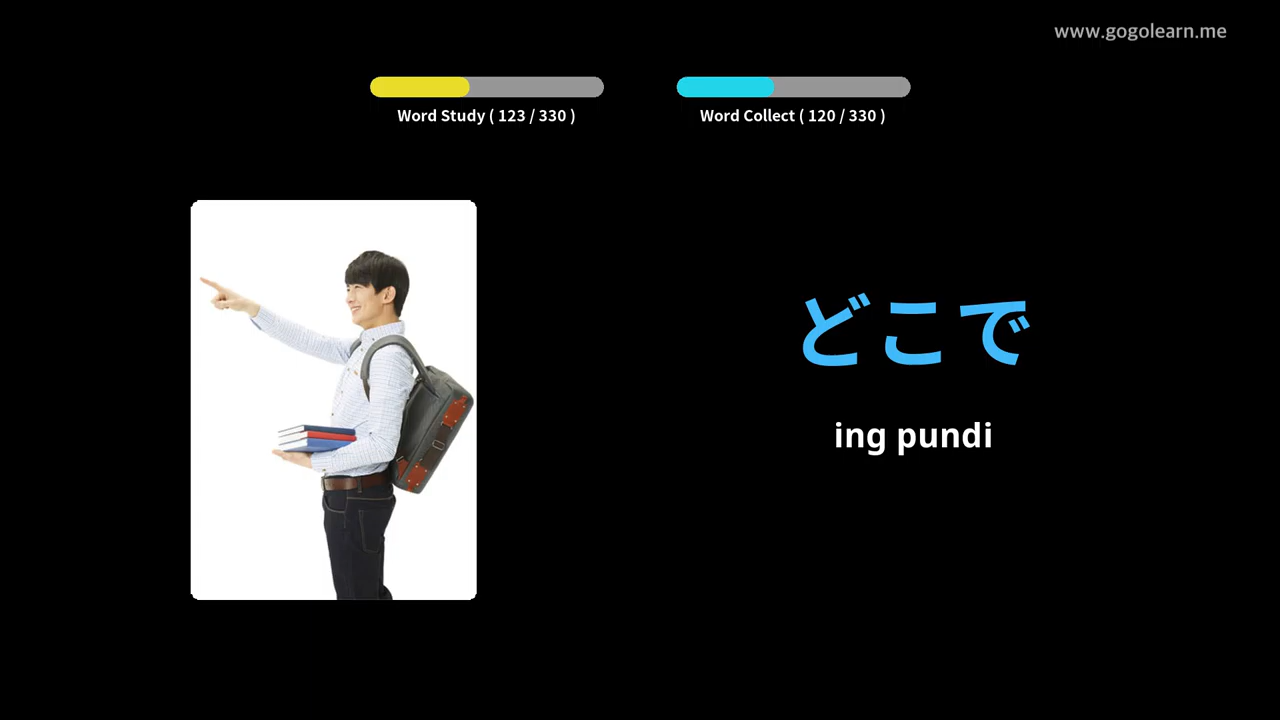 www.gogolearn.me
Word Study ( 123 / 330 )
Word Collect ( 120 / 330 )
どこで
ing pundi